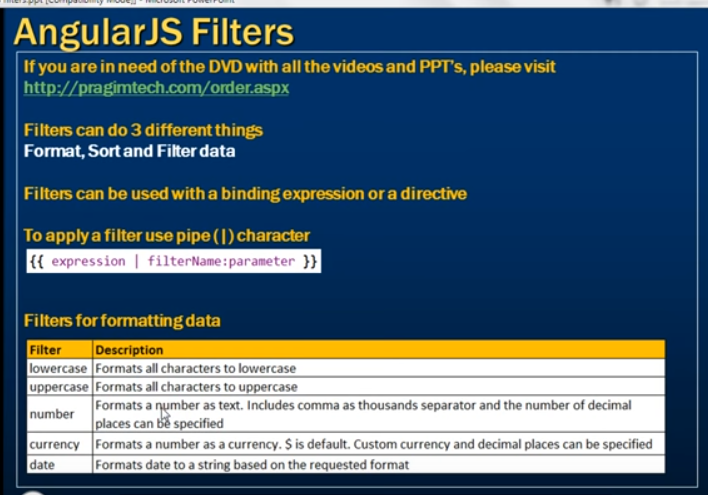 filters.ppt [Compatibility Mode] - Microsoft PowerPoint
AngularJS Filters
If you are in need of the DVD with all the videos and PPT's, please visit
http://pragimtech.com/order.aspx
Filters can do 3 different things
Format, Sort and Filter data
Filters can be used with a binding expression or a directive
To apply a filter use pipe (|) character
{{ expression | filterName:parameter }}
Filters for formatting data
Filter Description
lowercase Formats all characters to lowercase
uppercase Formats all characters to uppercase
number Formats a number as text. Includes comma as thousands separator and the number of decimal
places can be specified
currency Formats a number as a currency. $ is default. Custom currency and decimal places can be specified
date Formats date to a string based on the requested format